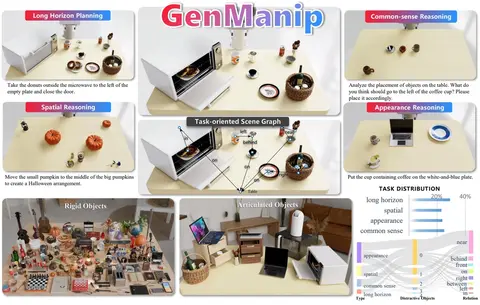 GenManip
Long Horizon Planning
Take the donuts outside the microwave to the left of the
empty plate and close the door.
Common-sense Reasoning
Analyze the placement of objects on the table. What do
you think should go to the left of the coffee cup? Please
place it accordingly.
Spatial Reasoning
Move the small pumpkin to the middle of the big pumpkins
to create a Halloween arrangement.
Task-oriented Scene Graph
left
on
Appearance Reasoning
Put the cup containing coffee on the white-and-blue plate.
Rigid Objects
Articulated Objects
TASK DISTRIBUTION
20%
40%
long horizon
spatial
appearance
common sense
appearance
spatial
common sense
long horizon
0
1
2
near
behind
front
on
right
between
left
in
Type
Distractive Objects
Relation